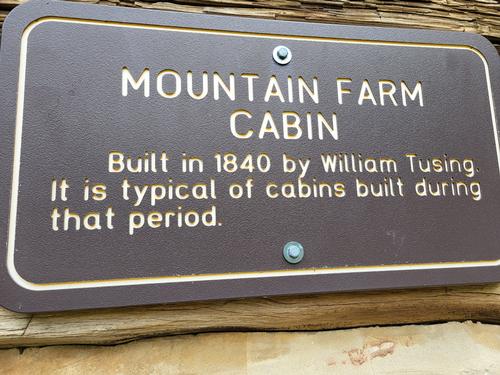 MOUNTAIN FARM
CABIN
Built in 1840 by William Tusing.
It is typical of cabins built during
that period.